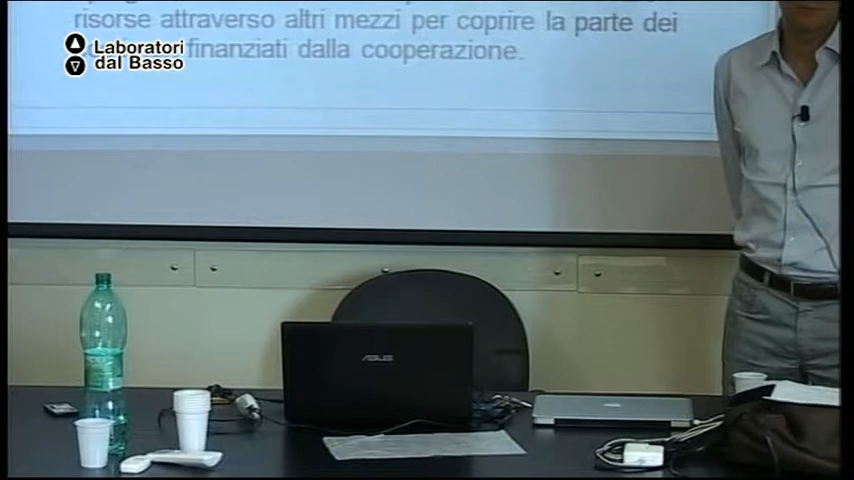 risorse attraverso altri mezzi per coprire la parte dei
finanziati dalla cooperazione.
Laboratori
dal Basso
ASUS